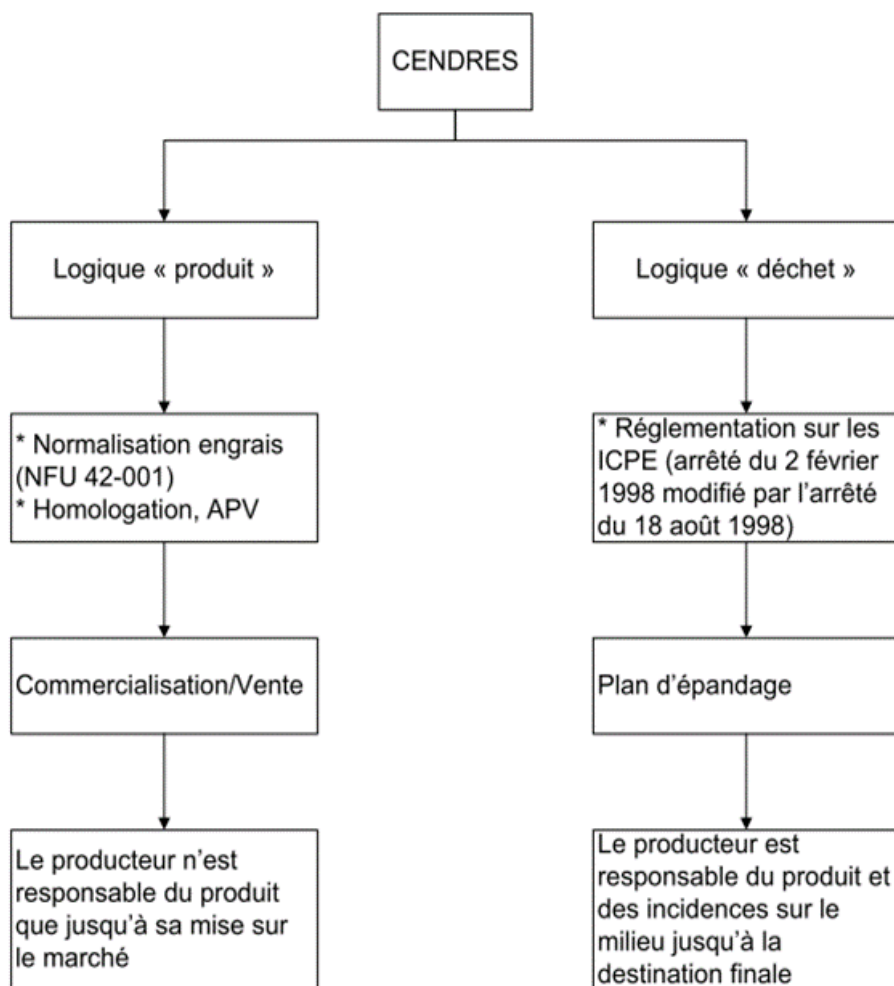 CENDRES
Logique « produit »
Logique « déchet »
* Normalisation engrais
(NFU 42-001)
* Homologation, APV
* Réglementation sur les
ICPE (arrêté du 2 février
1998 modifié par l’arrêté
du 18 août 1998)
Commercialisation/Vente
Plan d’épandage
Le producteur n’est
responsable du produit
que jusqu’à sa mise sur
le marché
Le producteur est
responsable du produit et
des incidences sur le
milieu jusqu’à la
destination finale